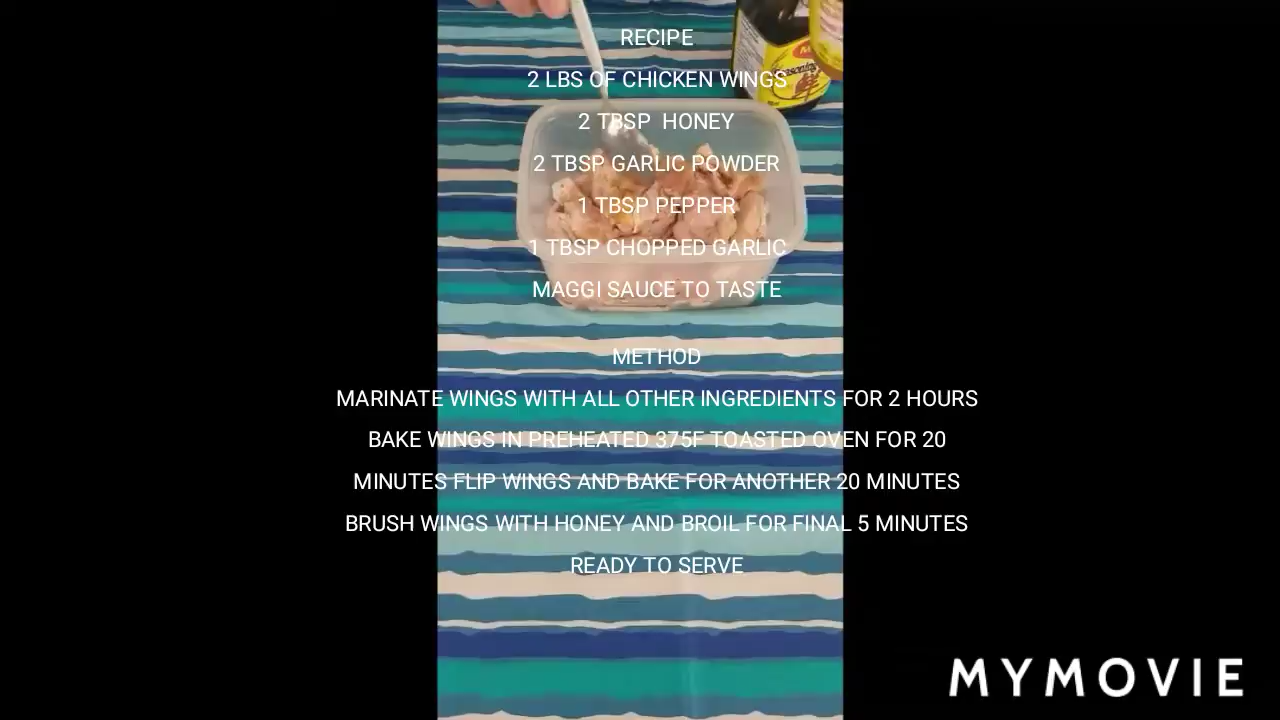 RECIPE
2 LBS OF CHICKEN WINGS
2 TBSP HONEY
2 TBSP GARLIC POWDER
1 TBSP PEPPER
1 TBSP CHOPPED GARLIC
MAGGI SAUCE TO TASTE
METHOD
MARINATE WINGS WITH ALL OTHER INGREDIENTS FOR 2 HOURS
BAKE WINGS IN PREHEATED 375F TOASTED OVEN FOR 20
MINUTES FLIP WINGS AND BAKE FOR ANOTHER 20 MINUTES
BRUSH WINGS WITH HONEY AND BROIL FOR FINAL 5 MINUTES
READY TO SERVE
MYMOVIE